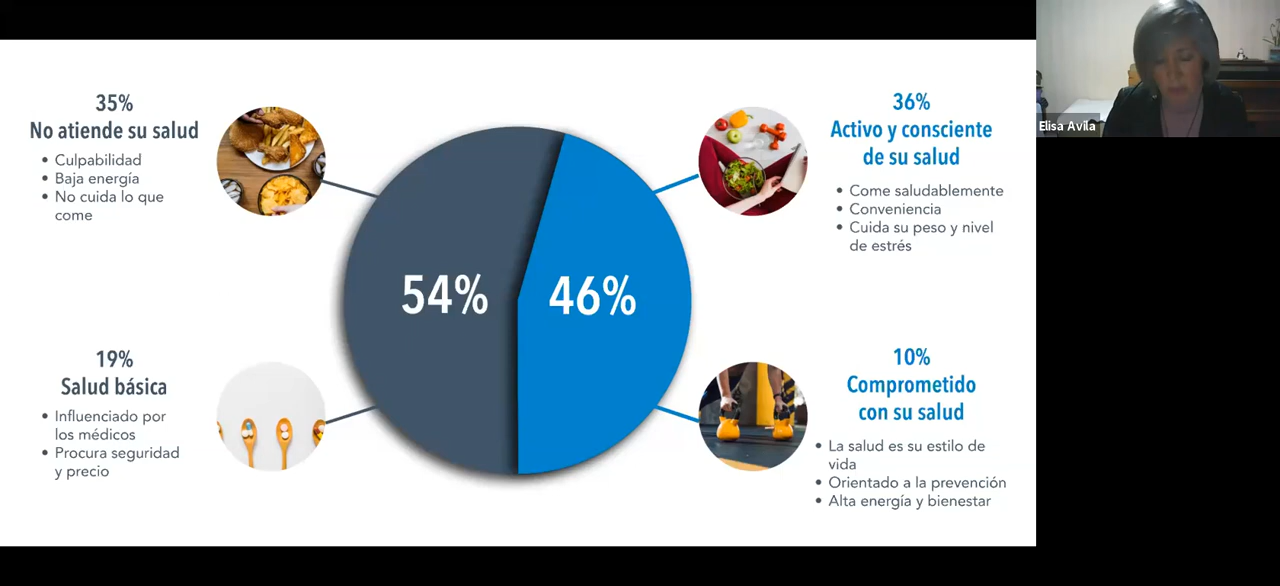 35%
No atiende su salud
• Culpabilidad
• Baja energía
• No cuida lo que
come
19%
Salud básica
• Influenciado por
los médicos
• Procura seguridad
y precio
54%
46%
36%
Activo y consciente
de su salud
• Come saludablemente
• Conveniencia
• Cuida su peso y nivel
de estrés
10%
Comprometido
con su salud
• La salud es su estilo de
vida
• Orientado a la prevención
• Alta energía y bienestar
Elisa Avila